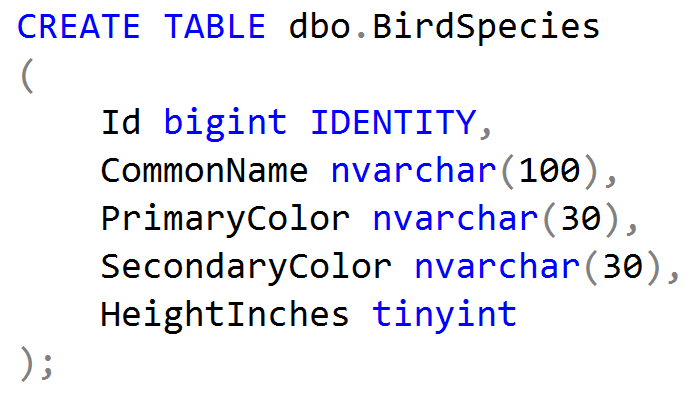 CREATE TABLE dbo.BirdSpecies
(
    Id bigint IDENTITY,
    CommonName nvarchar(100),
    PrimaryColor nvarchar(30),
    SecondaryColor nvarchar(30),
    HeightInches tinyint
);